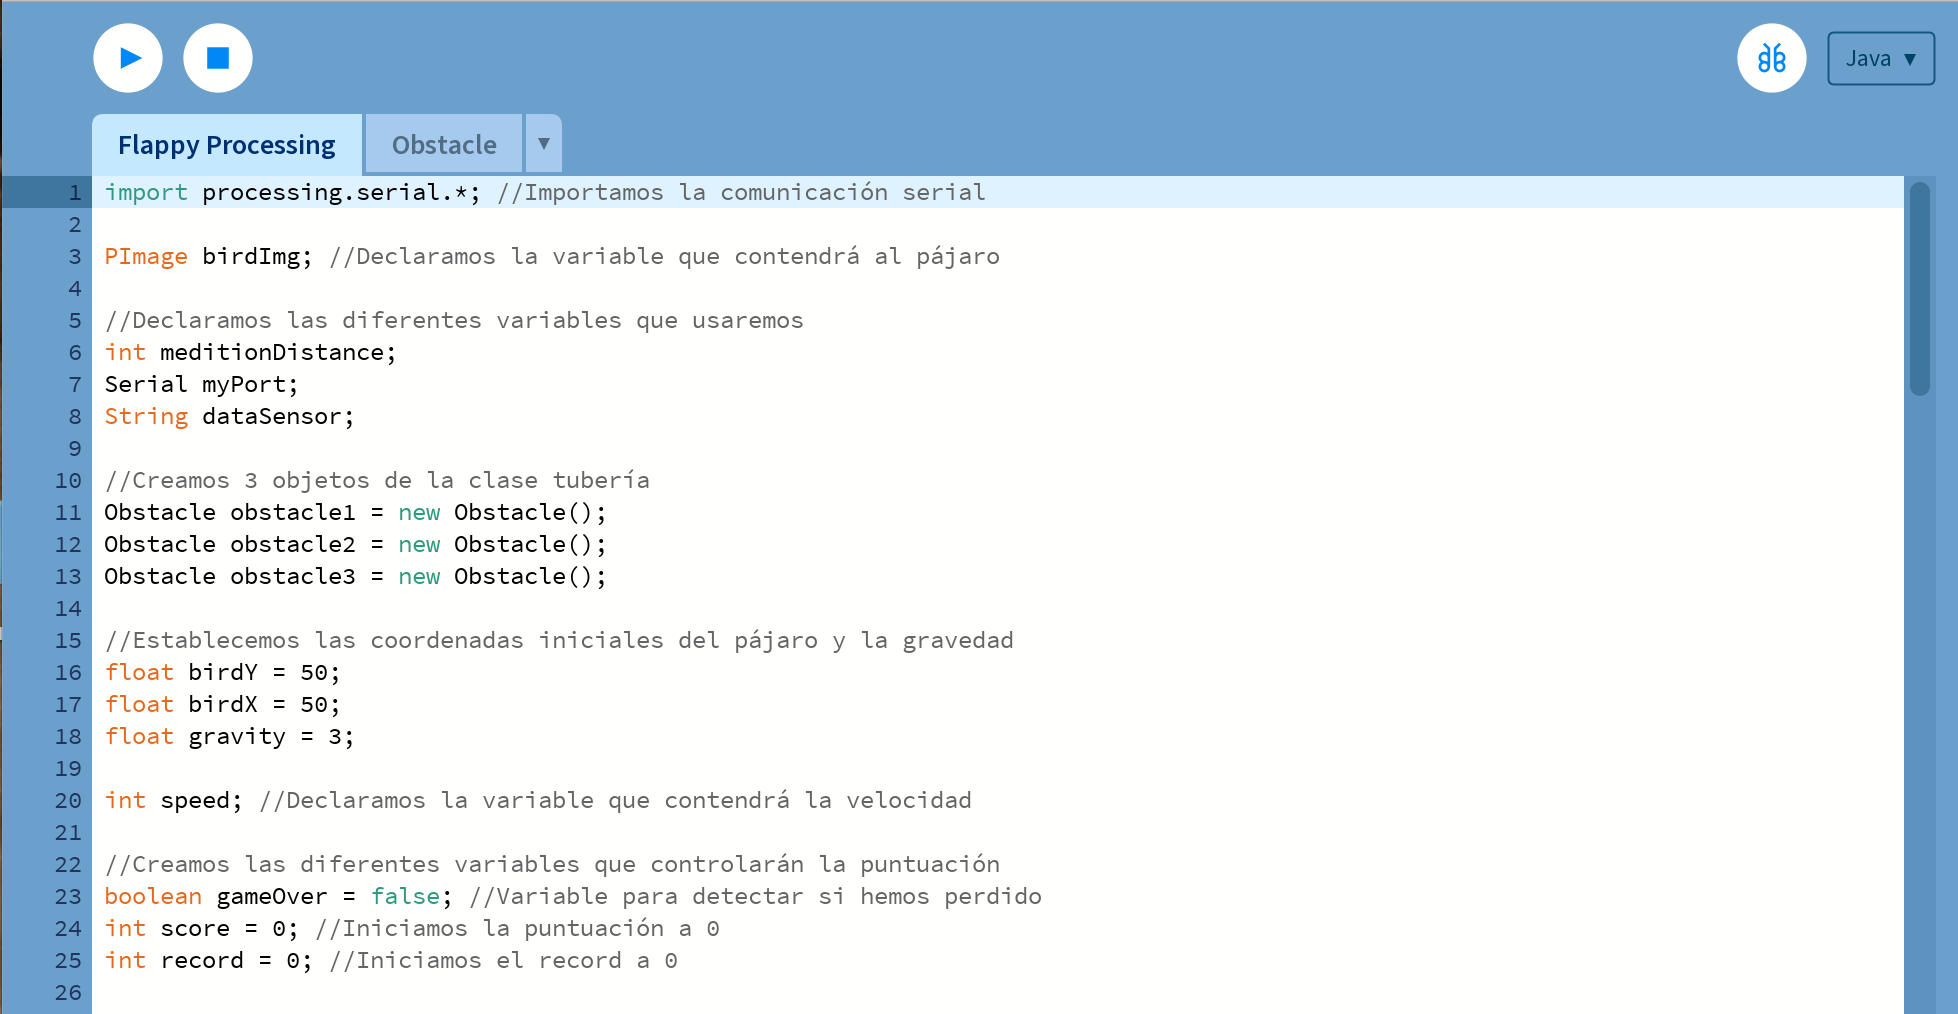 Java ▼
Flappy Processing Obstacle ▼
1 import processing.serial.*; //Importamos la comunicación serial
2
3 PImage birdImg; //Declaramos la variable que contendrá al pájaro
4
5 //Declaramos las diferentes variables que usaremos
6 int meditionDistance;
7 Serial myPort;
8 String dataSensor;
9
10 //Creamos 3 objetos de la clase tubería
11 Obstacle obstacle1 = new Obstacle();
12 Obstacle obstacle2 = new Obstacle();
13 Obstacle obstacle3 = new Obstacle();
14
15 //Establecemos las coordenadas iniciales del pájaro y la gravedad
16 float birdY = 50;
17 float birdX = 50;
18 float gravity = 3;
19
20 int speed; //Declaramos la variable que contendrá la velocidad
21
22 //Creamos las diferentes variables que controlarán la puntuación
23 boolean gameOver = false; //Variable para detectar si hemos perdido
24 int score = 0; //Iniciamos la puntuación a 0
25 int record = 0; //Iniciamos el record a 0
26